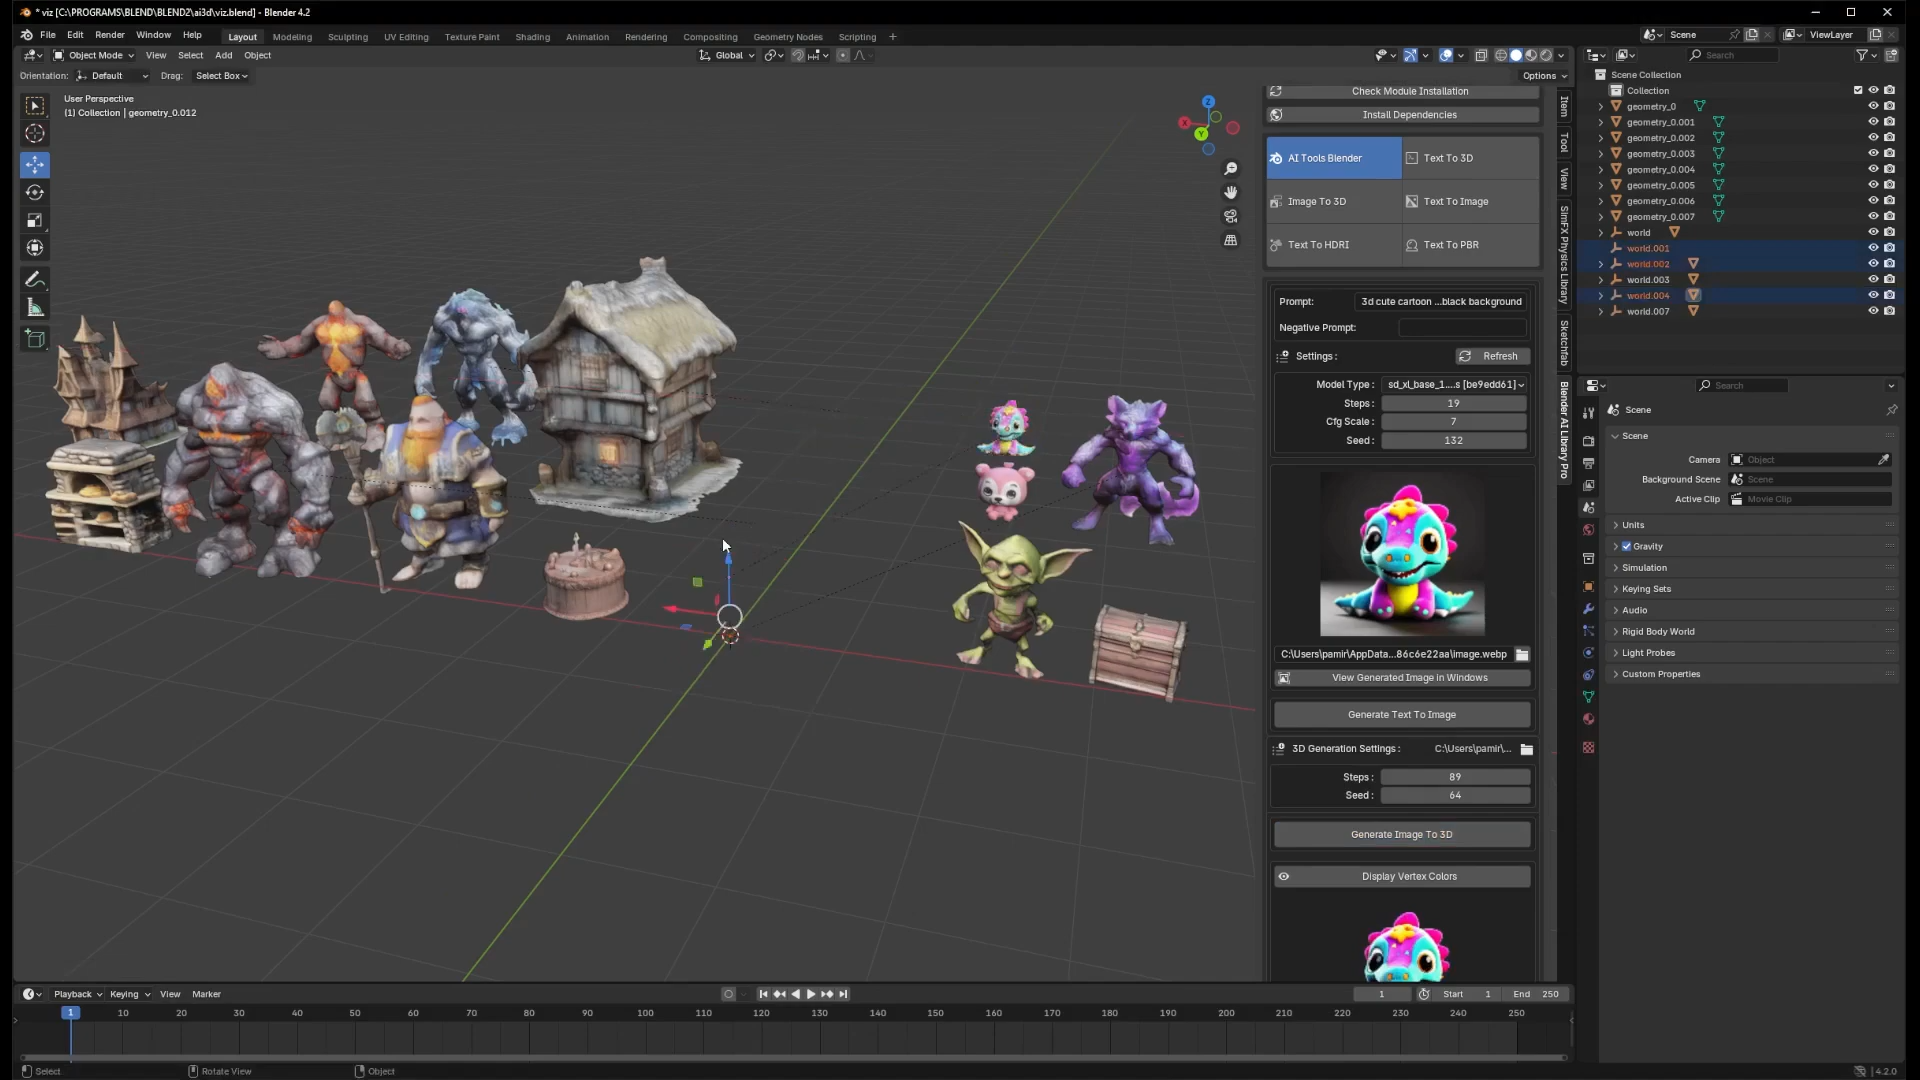 * viz [C:\PROGRAMS\BLEND\BLEND2\ai3d\viz.blend] - Blender 4.2
File Edit Render Window Help Layout Modeling Sculpting UV Editing Texture Paint Shading Animation Rendering Compositing Geometry Nodes Scripting + Scene ViewLayer
Object Mode View Select Add Object Global Search
Orientation: Default Drag: Select Box Options
User Perspective
(1) Collection | geometry_0.012
Z
X
Y
Check Module Installation
Install Dependencies
AI Tools Blender Text To 3D
Image To 3D Text To Image
Text To HDRI Text To PBR
Prompt: 3d cute cartoon ...black background
Negative Prompt:
Settings : Refresh
Model Type : sd_xl_base_1....s [be9edd61]
Steps : 19
Cfg Scale : 7
Seed : 132
C:\Users\pamir\AppData...86c6e22aa\image.webp
View Generated Image in Windows
Generate Text To Image
3D Generation Settings : C:\Users\pamir\...
Steps : 89
Seed : 64
Generate Image To 3D
Display Vertex Colors
Item
Tool
View
SimFX Physics Library
Sketchfab
Blender AI Library Pro
Scene Collection
Collection
geometry_0
geometry_0.001
geometry_0.002
geometry_0.003
geometry_0.004
geometry_0.005
geometry_0.006
geometry_0.007
world
world.001
world.002
world.003
world.004
world.007
Search
Scene
Scene
Camera Object
Background Scene Scene
Active Clip Movie Clip
Units
Gravity
Simulation
Keying Sets
Audio
Rigid Body World
Light Probes
Custom Properties
Playback Keying View Marker 1 Start 1 End 250
1 10 20 30 40 50 60 70 80 90 100 110 120 130 140 150 160 170 180 190 200 210 220 230 240 250
Select Rotate View Object 4.2.0